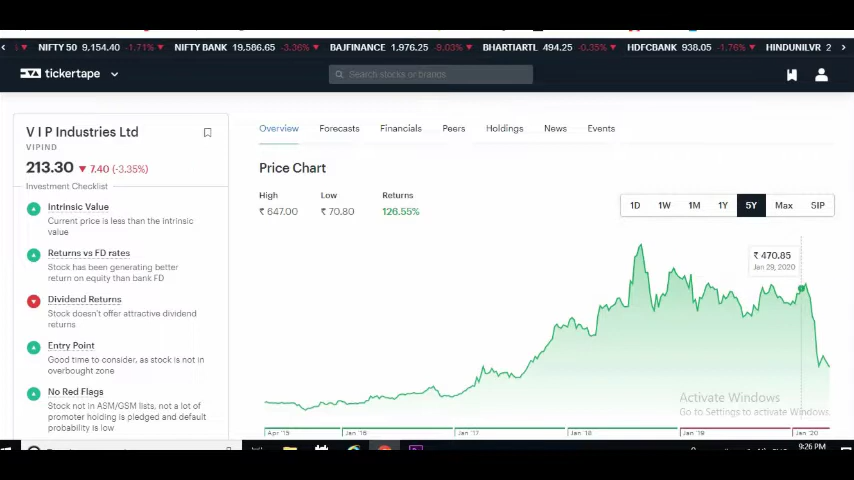 NIFTY 50 9,154.40 -1.71% NIFTY BANK 19,586.65 -3.36% BAJFINANCE 1,976.25 -9.03% BHARTIARTL 494.25 -0.35% HDFCBANK 938.05 -1.76% HINDUNILVR 2
tickertape
Search stocks or brands
V I P Industries Ltd
VIPIND
213.30 7.40 (-3.35%)
Investment Checklist
Intrinsic Value
Current price is less than the intrinsic
value
Returns vs FD rates
Stock has been generating better
return on equity than bank FD
Dividend Returns
Stock doesn't offer attractive dividend
returns
Entry Point
Good time to consider, as stock is not in
overbought zone
No Red Flags
Stock not in ASM/GSM lists, not a lot of
promoter holding is pledged and default
probability is low
Overview Forecasts Financials Peers Holdings News Events
Price Chart
High Low Returns
₹ 647.00 ₹ 70.80 126.55%
1D 1W 1M 1Y 5Y Max SIP
₹ 470.85
Jan 29, 2020
Activate Windows
Go to Settings to activate Windows.
Apr '15 Jan '16 Jan '17 Jan '18 Jan '19 Jan '20
9:26 PM